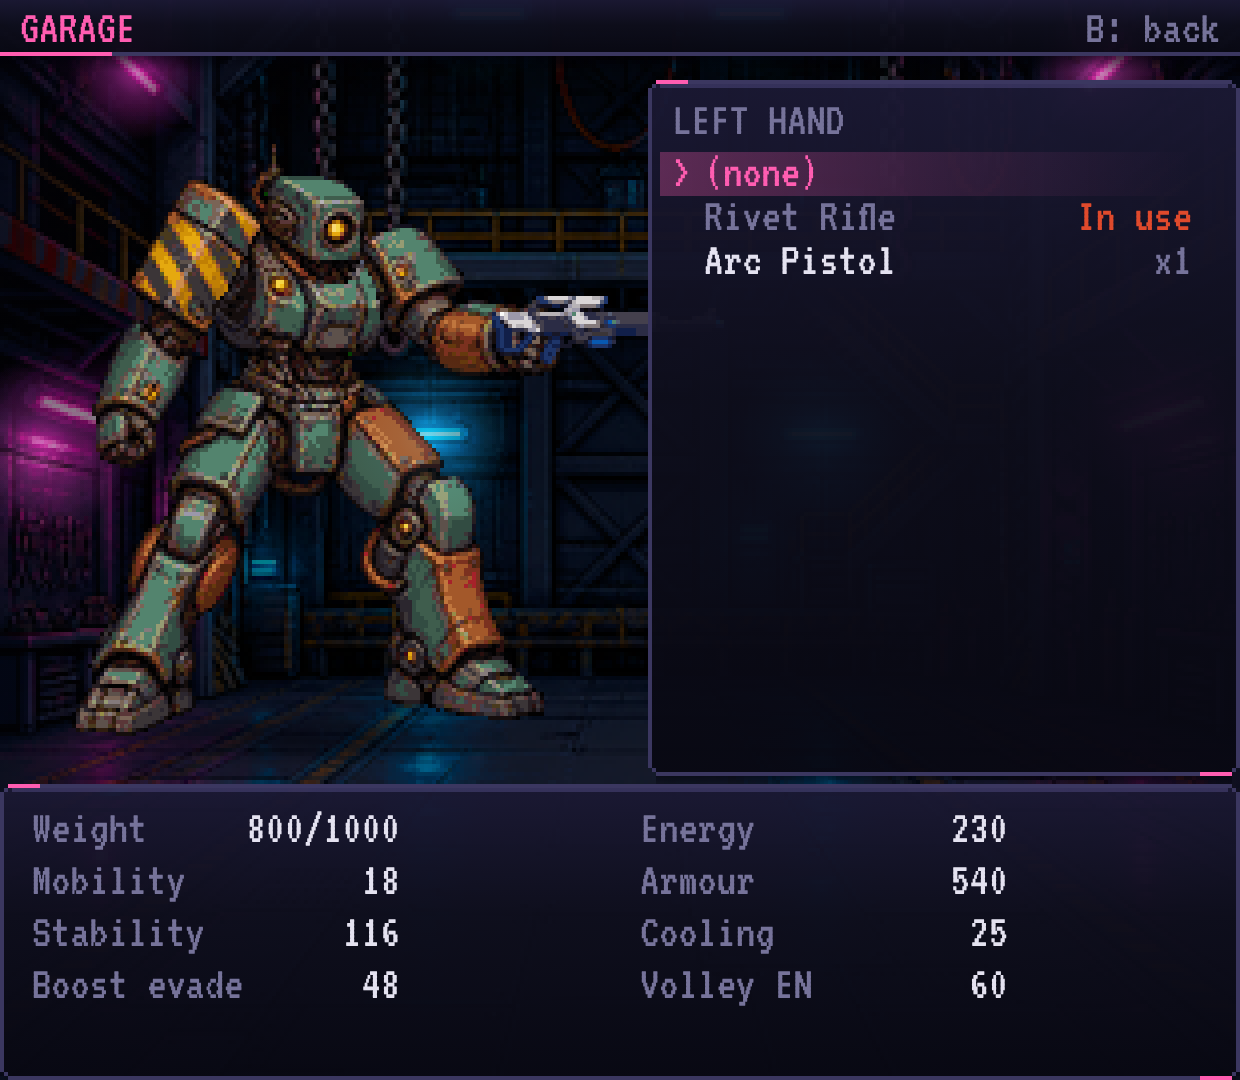 GARAGE
B: back
LEFT HAND
> (none)
Rivet Rifle In use
Arc Pistol x1
Weight 800/1000
Energy 230
Mobility 18
Armour 540
Stability 116
Cooling 25
Boost evade 48
Volley EN 60